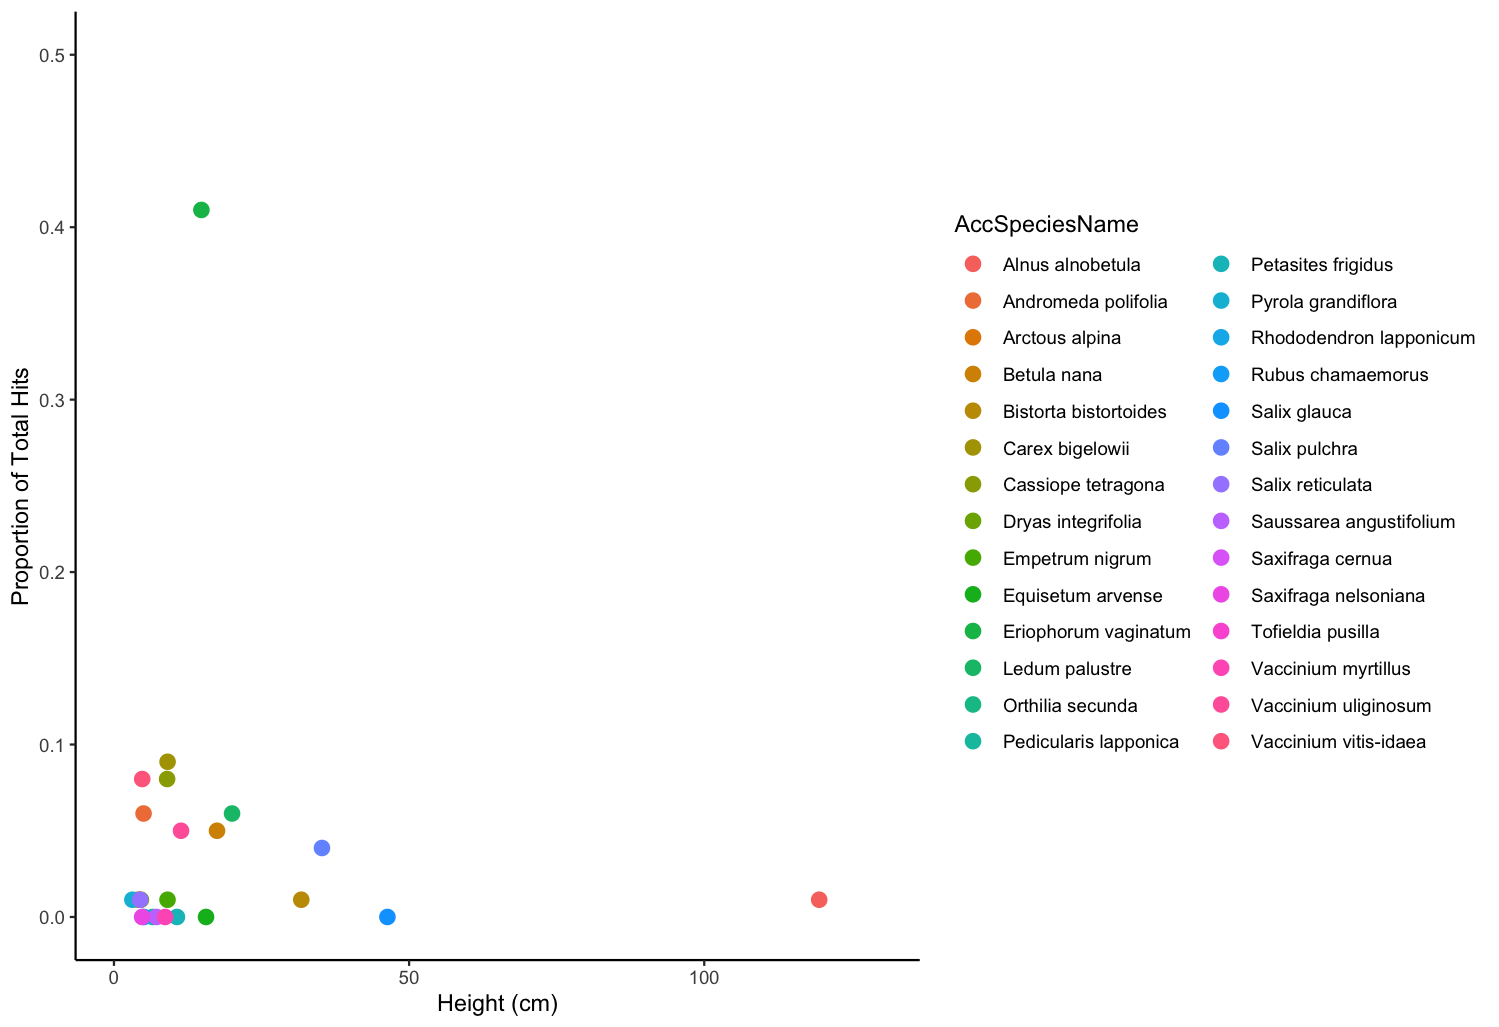 0.5
0.4
0.3
0.2
0.1
0.0
Proportion of Total Hits
0
50
100
Height (cm)
AccSpeciesName
Alnus alnobetula
Andromeda polifolia
Arctous alpina
Betula nana
Bistorta bistortoides
Carex bigelowii
Cassiope tetragona
Dryas integrifolia
Empetrum nigrum
Equisetum arvense
Eriophorum vaginatum
Ledum palustre
Orthilia secunda
Pedicularis lapponica
Petasites frigidus
Pyrola grandiflora
Rhododendron lapponicum
Rubus chamaemorus
Salix glauca
Salix pulchra
Salix reticulata
Saussarea angustifolium
Saxifraga cernua
Saxifraga nelsoniana
Tofieldia pusilla
Vaccinium myrtillus
Vaccinium uliginosum
Vaccinium vitis-idaea